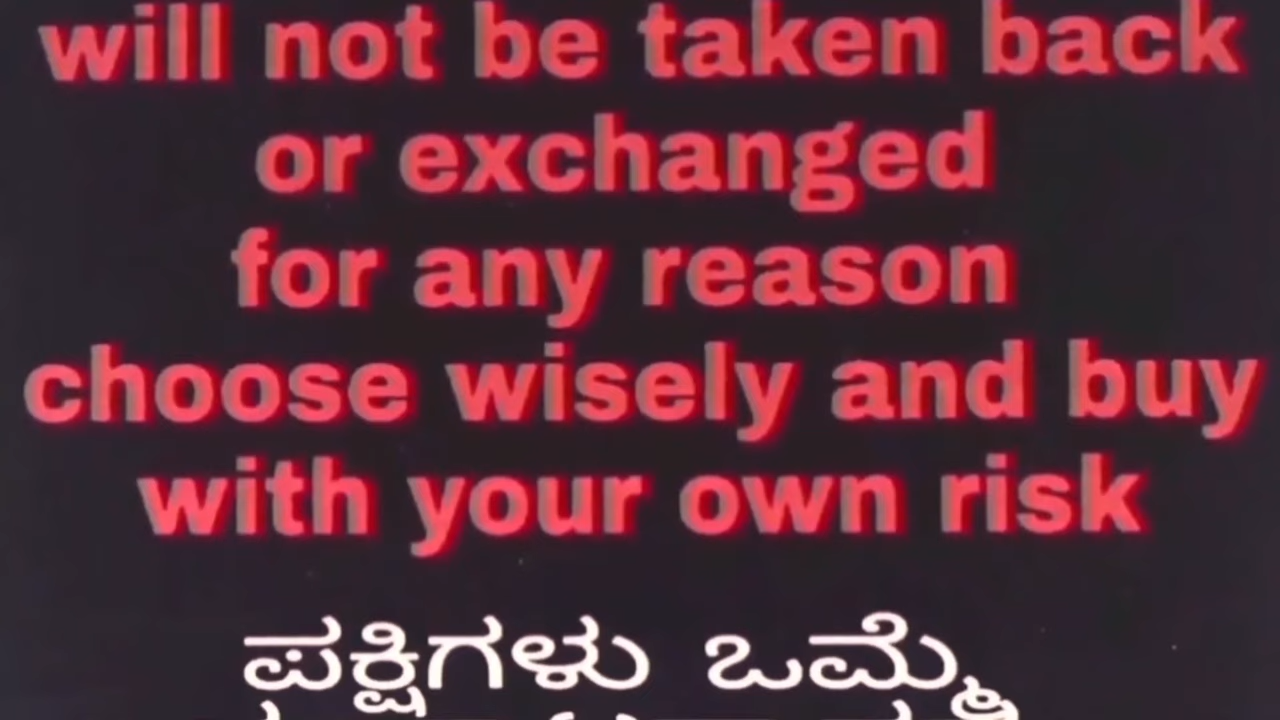 will not be taken back
or exchanged
for any reason
choose wisely and buy
with your own risk
ಪಕ್ಷಿಗಳು ಒಮ್ಮೆ